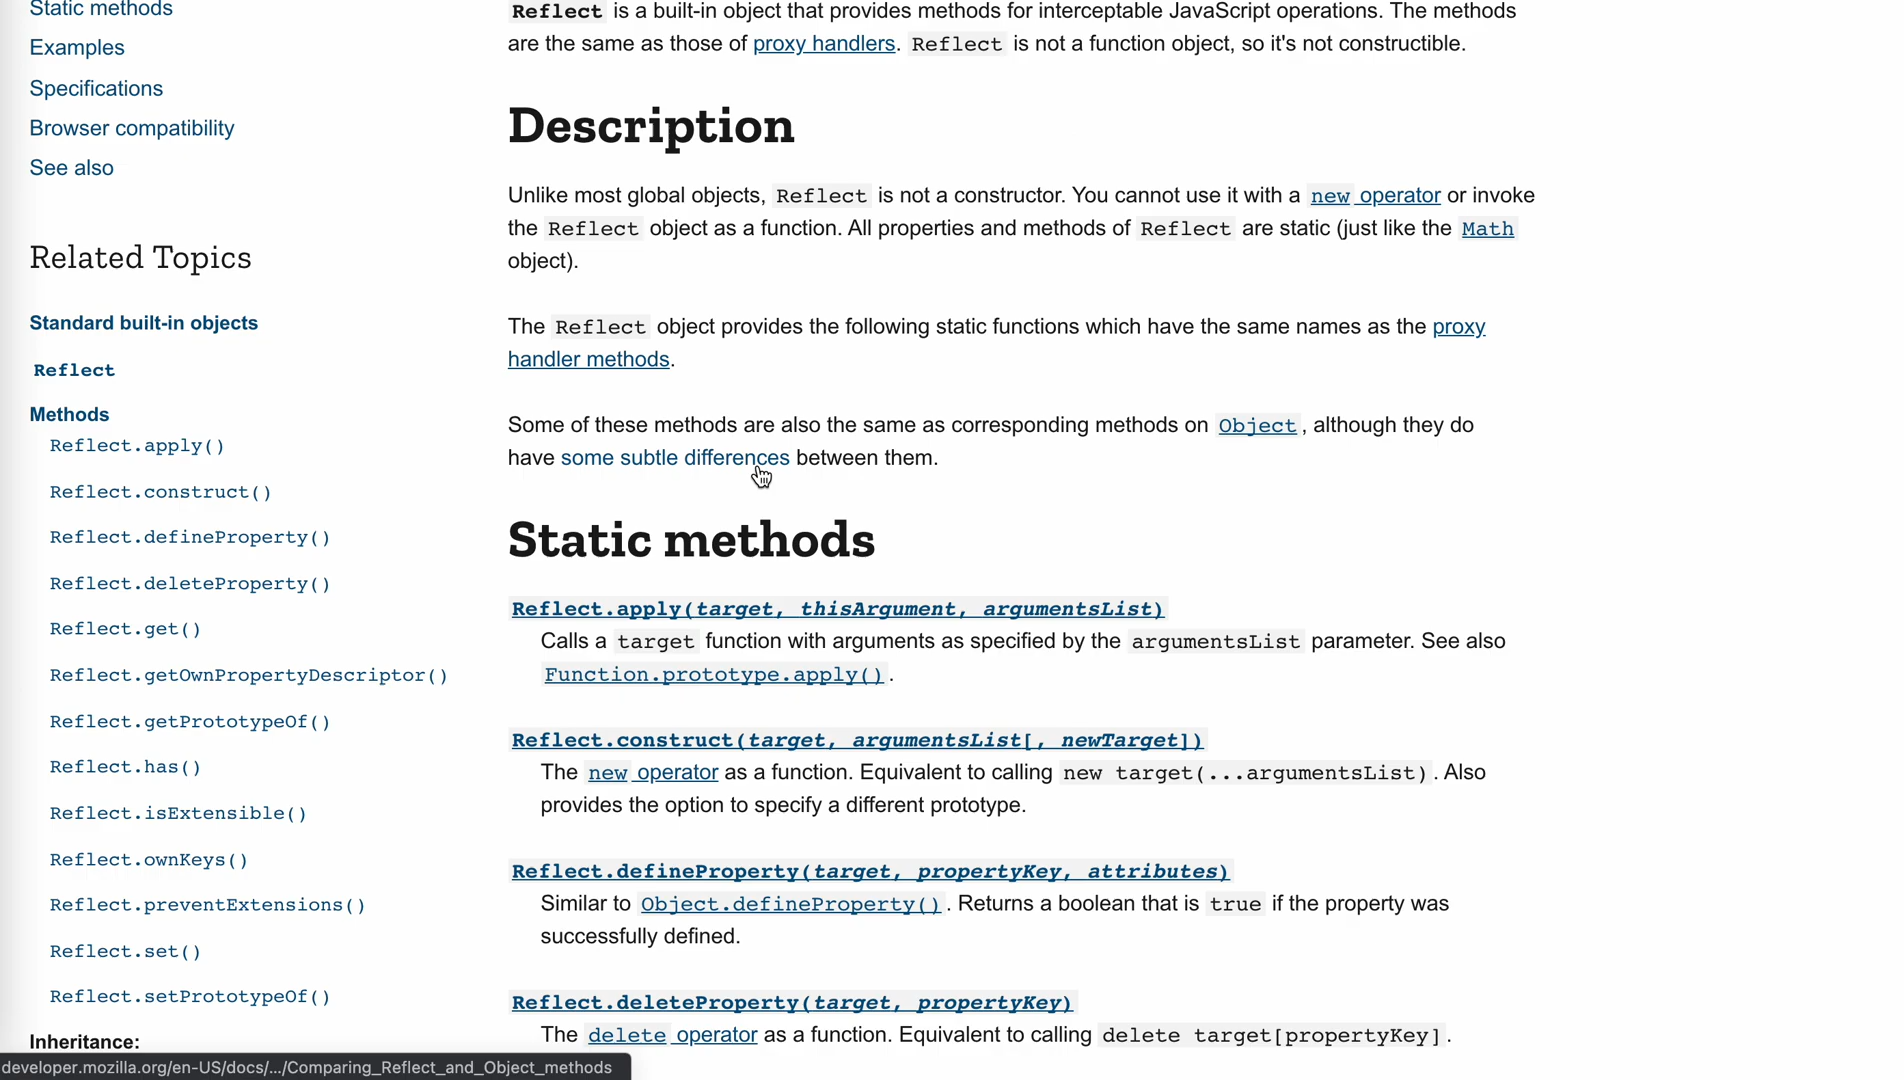 Static methods
Examples
Specifications
Browser compatibility
See also
Related Topics
Standard built-in objects
Reflect
Methods
Reflect.apply()
Reflect.construct()
Reflect.defineProperty()
Reflect.deleteProperty()
Reflect.get()
Reflect.getOwnPropertyDescriptor()
Reflect.getPrototypeOf()
Reflect.has()
Reflect.isExtensible()
Reflect.ownKeys()
Reflect.preventExtensions()
Reflect.set()
Reflect.setPrototypeOf()
Inheritance:
Reflect is a built-in object that provides methods for interceptable JavaScript operations. The methods
are the same as those of proxy handlers. Reflect is not a function object, so it's not constructible.
Description
Unlike most global objects, Reflect is not a constructor. You cannot use it with a new operator or invoke
the Reflect object as a function. All properties and methods of Reflect are static (just like the Math
object).
The Reflect object provides the following static functions which have the same names as the proxy
handler methods.
Some of these methods are also the same as corresponding methods on Object, although they do
have some subtle differences between them.
Static methods
Reflect.apply(target, thisArgument, argumentsList)
Calls a target function with arguments as specified by the argumentsList parameter. See also
Function.prototype.apply().
Reflect.construct(target, argumentsList[, newTarget])
The new operator as a function. Equivalent to calling new target(...argumentsList). Also
provides the option to specify a different prototype.
Reflect.defineProperty(target, propertyKey, attributes)
Similar to Object.defineProperty(). Returns a boolean that is true if the property was
successfully defined.
Reflect.deleteProperty(target, propertyKey)
The delete operator as a function. Equivalent to calling delete target[propertyKey].
developer.mozilla.org/en-US/docs/.../Comparing_Reflect_and_Object_methods